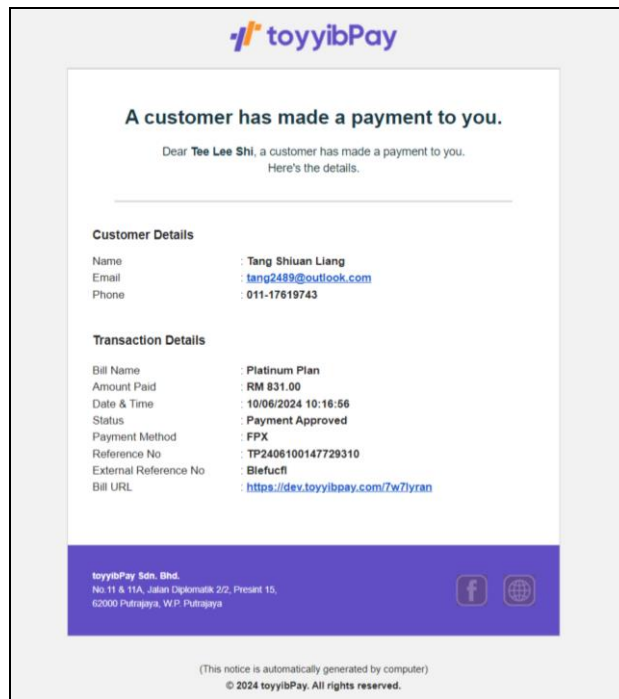 toyyibPay
A customer has made a payment to you.
Dear Tee Lee Shi, a customer has made a payment to you.
Here's the details.
Customer Details
Name : Tang Shiuan Liang
Email : tang2489@outlook.com
Phone : 011-17619743
Transaction Details
Bill Name : Platinum Plan
Amount Paid : RM 831.00
Date & Time : 10/06/2024 10:16:56
Status : Payment Approved
Payment Method : FPX
Reference No : TP2406100147729310
External Reference No : Blefucfl
Bill URL : https://dev.toyyibpay.com/7w7lyran
toyyibPay Sdn. Bhd.
No.11 & 11A, Jalan Diplomatik 2/2, Presint 15,
62000 Putrajaya, W.P. Putrajaya
(This notice is automatically generated by computer)
© 2024 toyyibPay. All rights reserved.